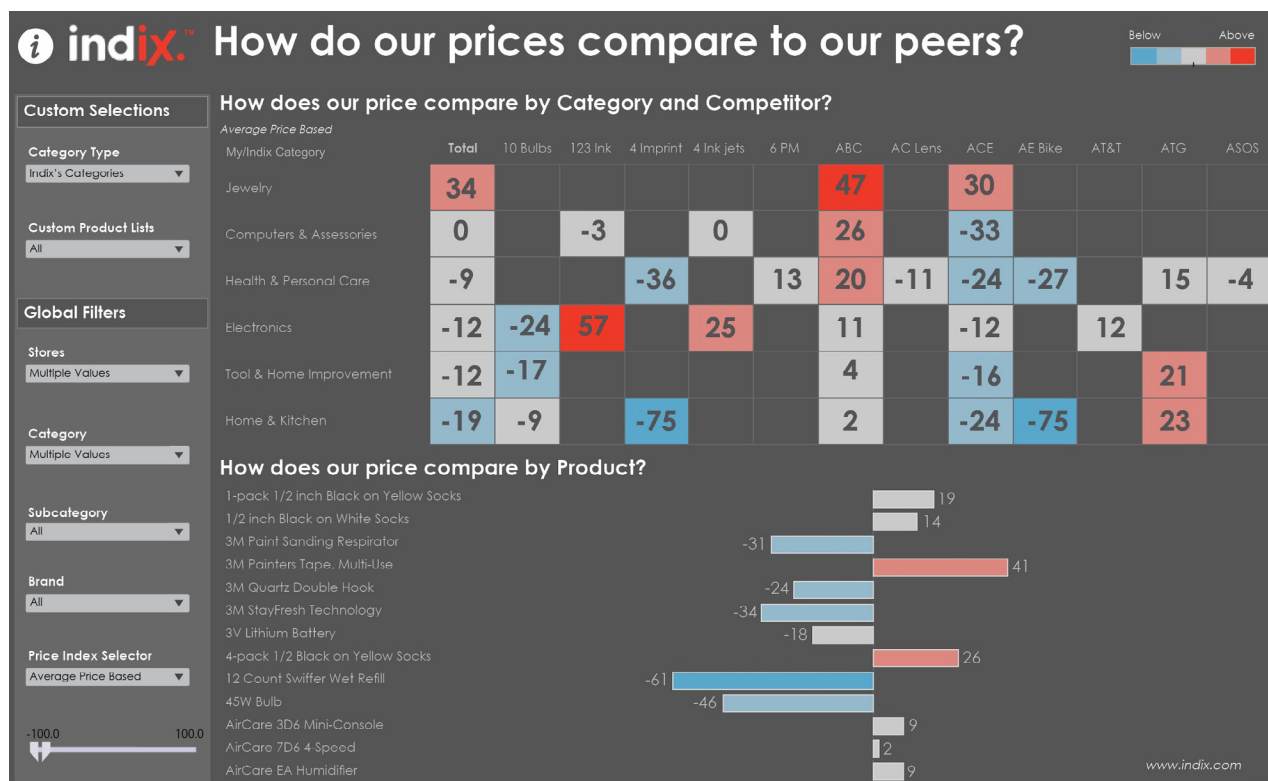 i indix.™ How do our prices compare to our peers?
Below Above
Custom Selections
Category Type
Indix's Categories
Custom Product Lists
All
Global Filters
Stores
Multiple Values
Category
Multiple Values
Subcategory
All
Brand
All
Price Index Selector
Average Price Based
-100.0 100.0
How does our price compare by Category and Competitor?
Average Price Based
My/Indix Category Total 10 Bulbs 123 Ink 4 Imprint 4 Ink jets 6 PM ABC AC Lens ACE AE Bike AT&T ATG ASOS
Jewelry 34 47 30
Computers & Assessories 0 -3 0 26 -33
Health & Personal Care -9 -36 13 20 -11 -24 -27 15 -4
Electronics -12 -24 57 25 11 -12 12
Tool & Home Improvement -12 -17 4 -16 21
Home & Kitchen -19 -9 -75 2 -24 -75 23
How does our price compare by Product?
1-pack 1/2 inch Black on Yellow Socks 19
1/2 inch Black on White Socks 14
3M Paint Sanding Respirator -31
3M Painters Tape, Multi-Use 41
3M Quartz Double Hook -24
3M StayFresh Technology -34
3V Lithium Battery -18
4-pack 1/2 Black on Yellow Socks 26
12 Count Swiffer Wet Refill -61
45W Bulb -46
AirCare 3D6 Mini-Console 9
AirCare 7D6 4-Speed 2
AirCare EA Humidifier 9
www.indix.com